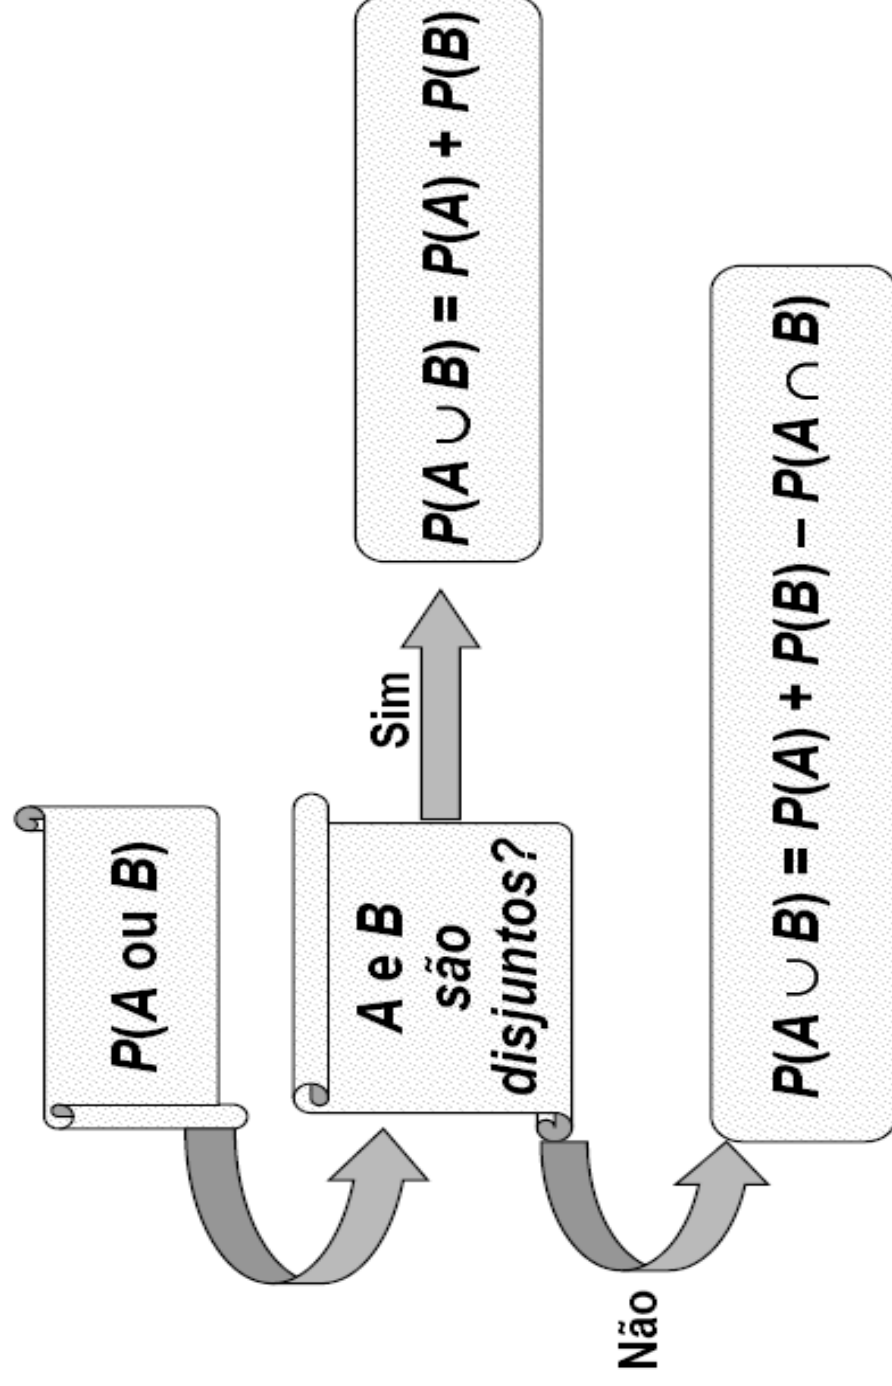 P(A ou B)
A e B
são
disjuntos?
Sim
P(A ∪ B) = P(A) + P(B)
Não
P(A ∪ B) = P(A) + P(B) – P(A ∩ B)